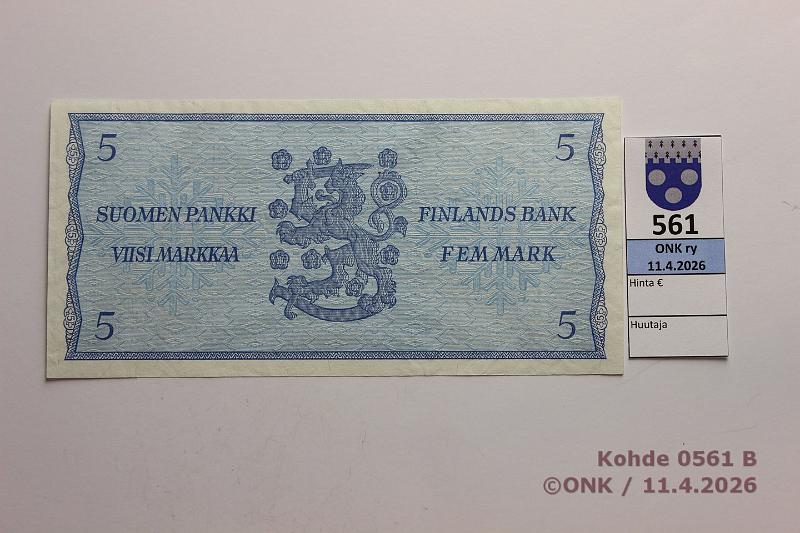 5 5
SUOMEN PANKKI FINLANDS BANK
VIISI MARKKAA FEM MARK
5 5
561
ONK ry
11.4.2026
Hinta €
Huutaja
Kohde 0561 B
©ONK / 11.4.2026